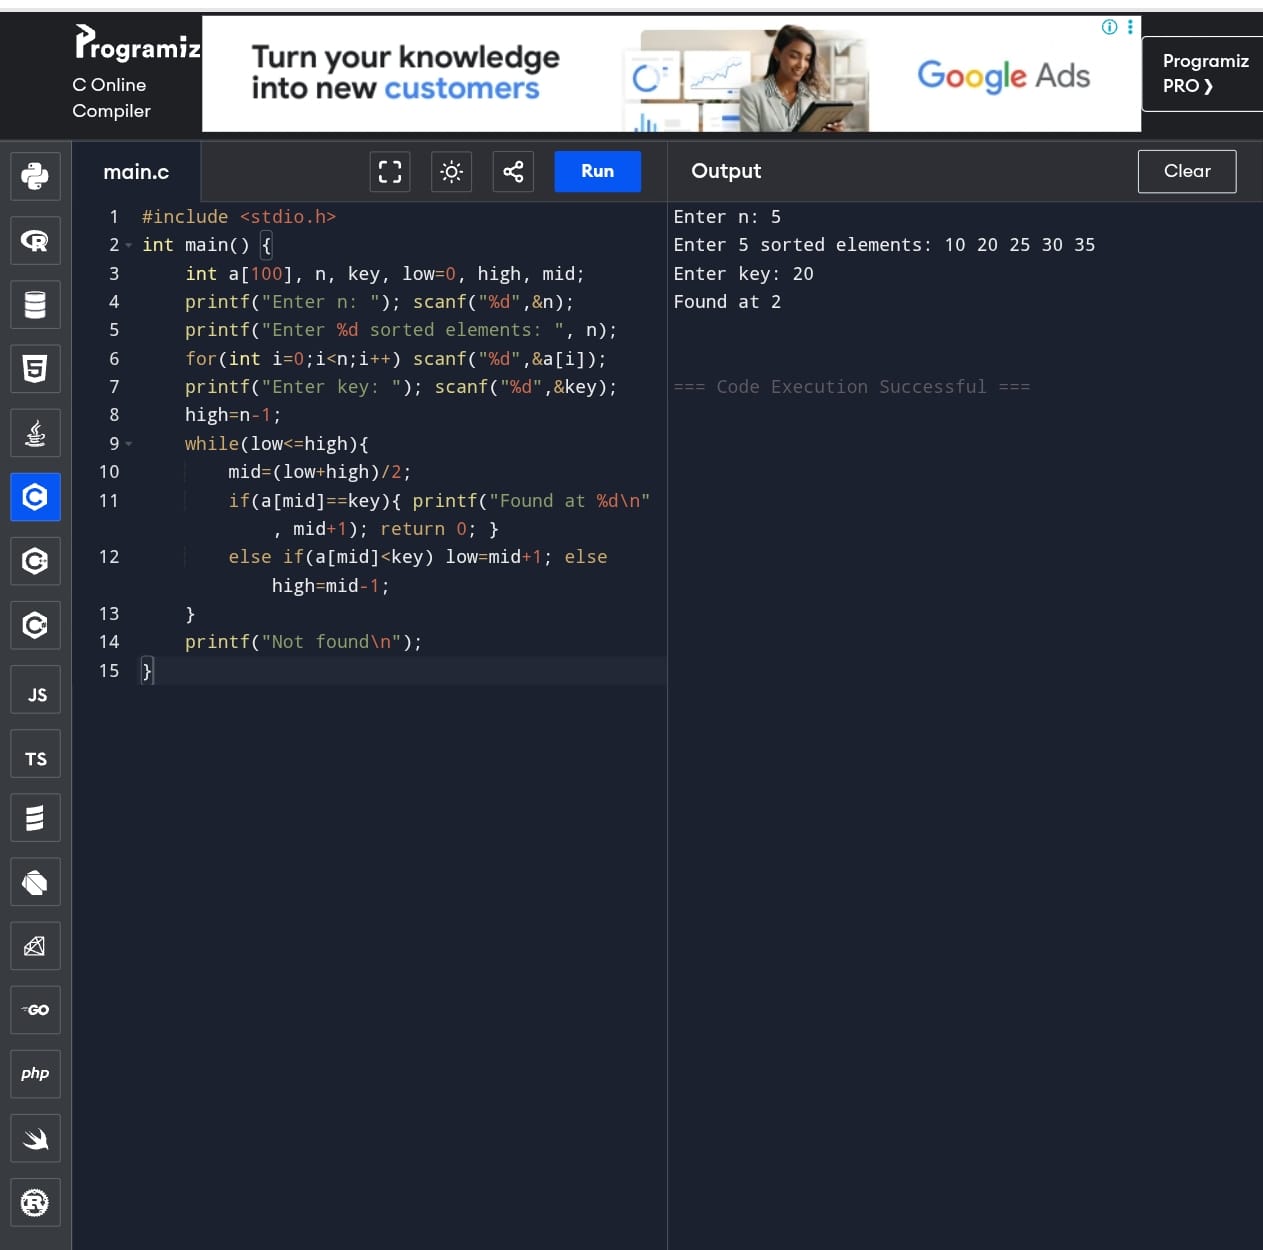 Programiz
C Online
Compiler
Turn your knowledge
into new customers
Google Ads
Programiz
PRO ❯
main.c
Run
Output
Clear
1 #include <stdio.h>
2 int main() {
3     int a[100], n, key, low=0, high, mid;
4     printf("Enter n: "); scanf("%d",&n);
5     printf("Enter %d sorted elements: ", n);
6     for(int i=0;i<n;i++) scanf("%d",&a[i]);
7     printf("Enter key: "); scanf("%d",&key);
8     high=n-1;
9     while(low<=high){
10         mid=(low+high)/2;
11         if(a[mid]==key){ printf("Found at %d\n"
, mid+1); return 0; }
12         else if(a[mid]<key) low=mid+1; else
high=mid-1;
13     }
14     printf("Not found\n");
15 }
Enter n: 5
Enter 5 sorted elements: 10 20 25 30 35
Enter key: 20
Found at 2
=== Code Execution Successful ===
R
5
C
C
C
JS
TS
GO
php
R